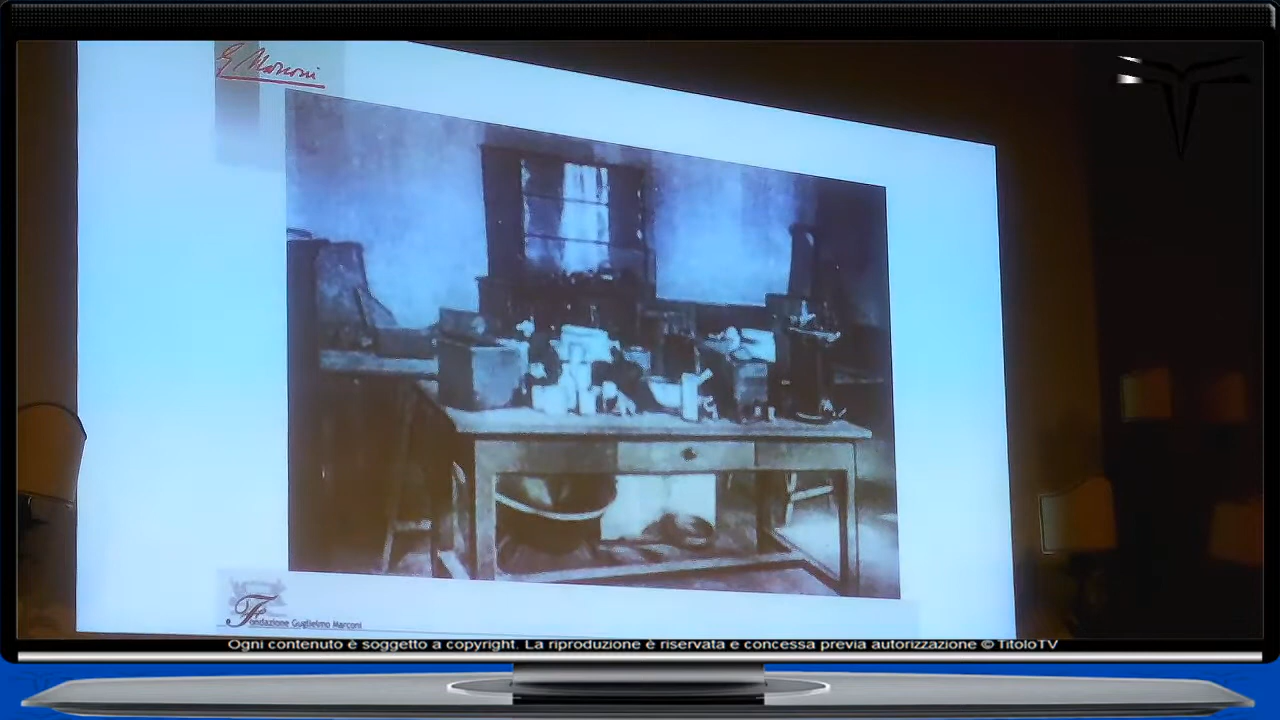 G Marconi
Fondazione Guglielmo Marconi
Ogni contenuto è soggetto a copyright. La riproduzione è riservata e concessa previa autorizzazione © TitoloTV